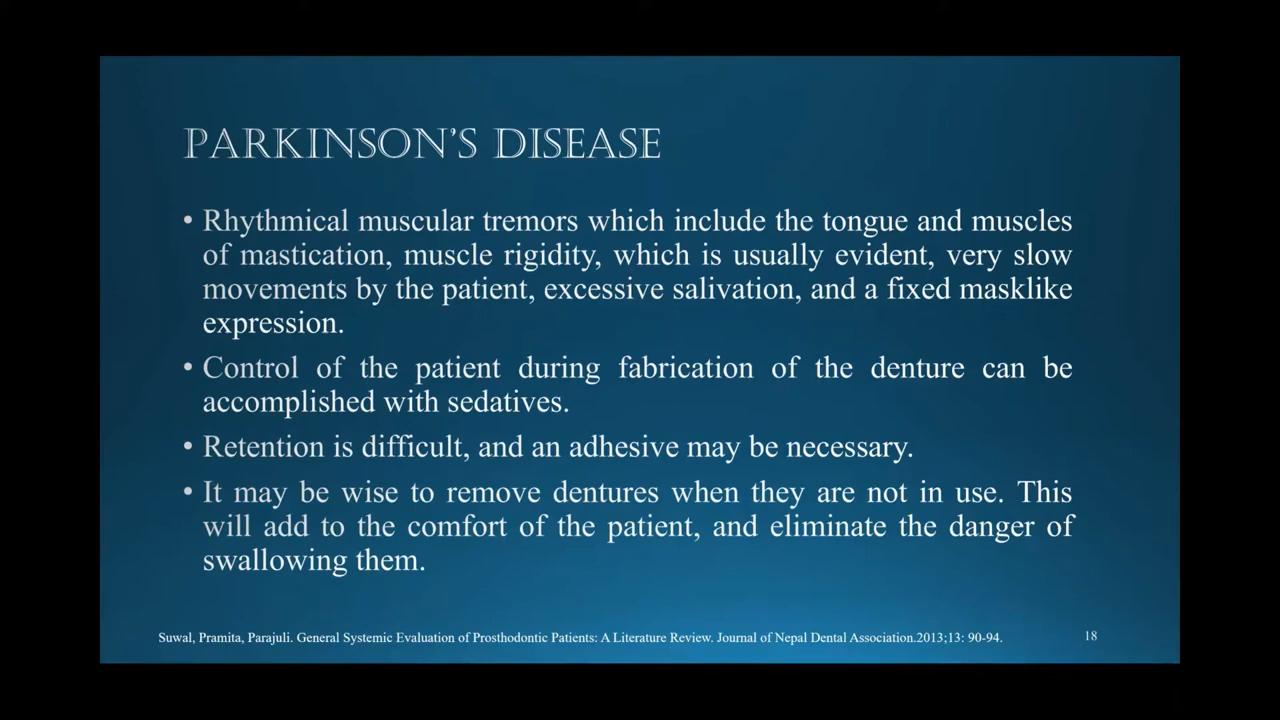 PARKINSON'S DISEASE
• Rhythmical muscular tremors which include the tongue and muscles
of mastication, muscle rigidity, which is usually evident, very slow
movements by the patient, excessive salivation, and a fixed masklike
expression.
• Control of the patient during fabrication of the denture can be
accomplished with sedatives.
• Retention is difficult, and an adhesive may be necessary.
• It may be wise to remove dentures when they are not in use. This
will add to the comfort of the patient, and eliminate the danger of
swallowing them.
Suwal, Pramita, Parajuli. General Systemic Evaluation of Prosthodontic Patients: A Literature Review. Journal of Nepal Dental Association.2013;13: 90-94.
18